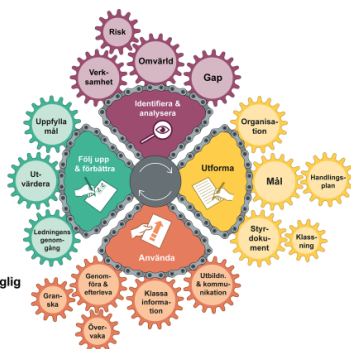 Risk
Omvärld
Verk-
samhet
Gap
Identifiera &
analysera
Uppfylla
mål
Organisa-
tion
Följ upp
& förbättra
Utforma
Ut-
värdera
Mål
Handlings-
plan
Ledningens
genom-
gång
Styr-
doku-
ment
Klass-
ning
Använda
glig
Gran-
ska
Genom-
föra &
efterleva
Klassa
informa-
tion
Utbildn.
& kommu-
nikation
Över-
vaka